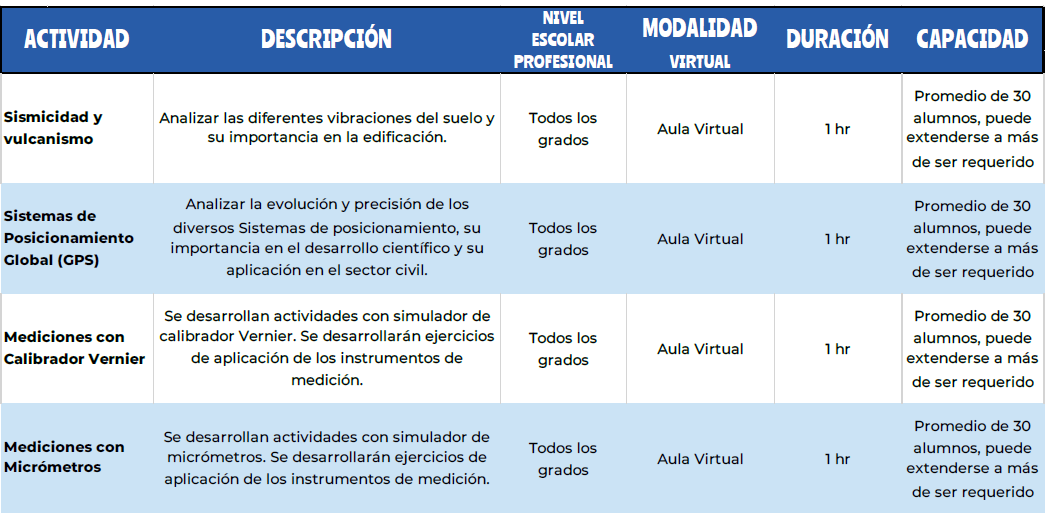 ACTIVIDAD
DESCRIPCIÓN
NIVEL
ESCOLAR
PROFESIONAL
MODALIDAD
VIRTUAL
DURACIÓN
CAPACIDAD
Sismicidad y
vulcanismo
Analizar las diferentes vibraciones del suelo y
su importancia en la edificación.
Todos los
grados
Aula Virtual
1 hr
Promedio de 30
alumnos, puede
extenderse a más
de ser requerido
Sistemas de
Posicionamiento
Global (GPS)
Analizar la evolución y precisión de los
diversos Sistemas de posicionamiento, su
importancia en el desarrollo científico y su
aplicación en el sector civil.
Todos los
grados
Aula Virtual
1 hr
Promedio de 30
alumnos, puede
extenderse a más
de ser requerido
Mediciones con
Calibrador Vernier
Se desarrollan actividades con simulador de
calibrador Vernier. Se desarrollarán ejercicios
de aplicación de los instrumentos de
medición.
Todos los
grados
Aula Virtual
1 hr
Promedio de 30
alumnos, puede
extenderse a más
de ser requerido
Mediciones con
Micrómetros
Se desarrollan actividades con simulador de
micrómetros. Se desarrollarán ejercicios de
aplicación de los instrumentos de medición.
Todos los
grados
Aula Virtual
1 hr
Promedio de 30
alumnos, puede
extenderse a más
de ser requerido